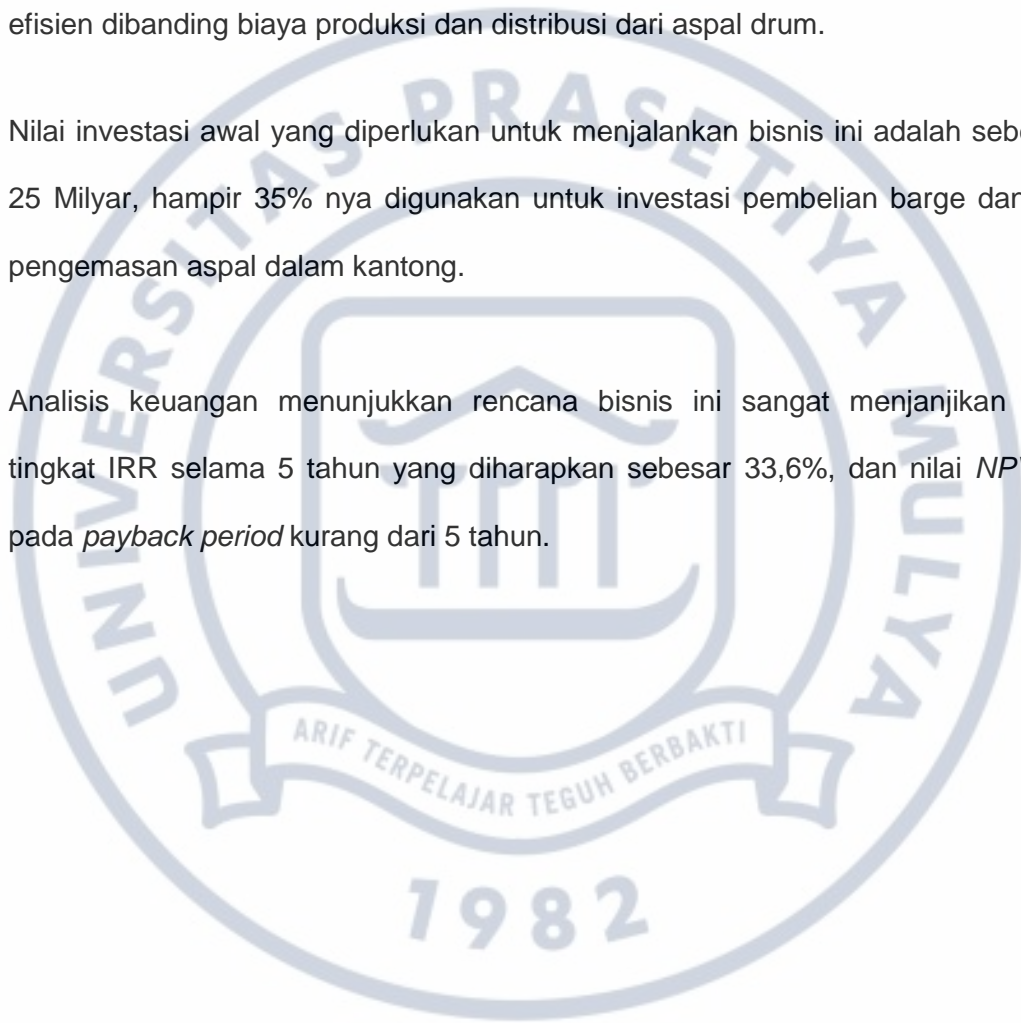 efisien dibanding biaya produksi dan distribusi dari aspal drum.
Nilai investasi awal yang diperlukan untuk menjalankan bisnis ini adalah
25 Milyar, hampir 35% nya digunakan untuk investasi pembelian barge dan
pengemasan aspal dalam kantong.
Analisis keuangan menunjukkan rencana bisnis ini sangat menjanjikan
tingkat IRR selama 5 tahun yang diharapkan sebesar 33,6%, dan nilai
pada payback period kurang dari 5 tahun.
UNIVERSITAS PRASETIYA MULYA
ARIF TERPELAJAR TEGUH BERBAKTI
1982